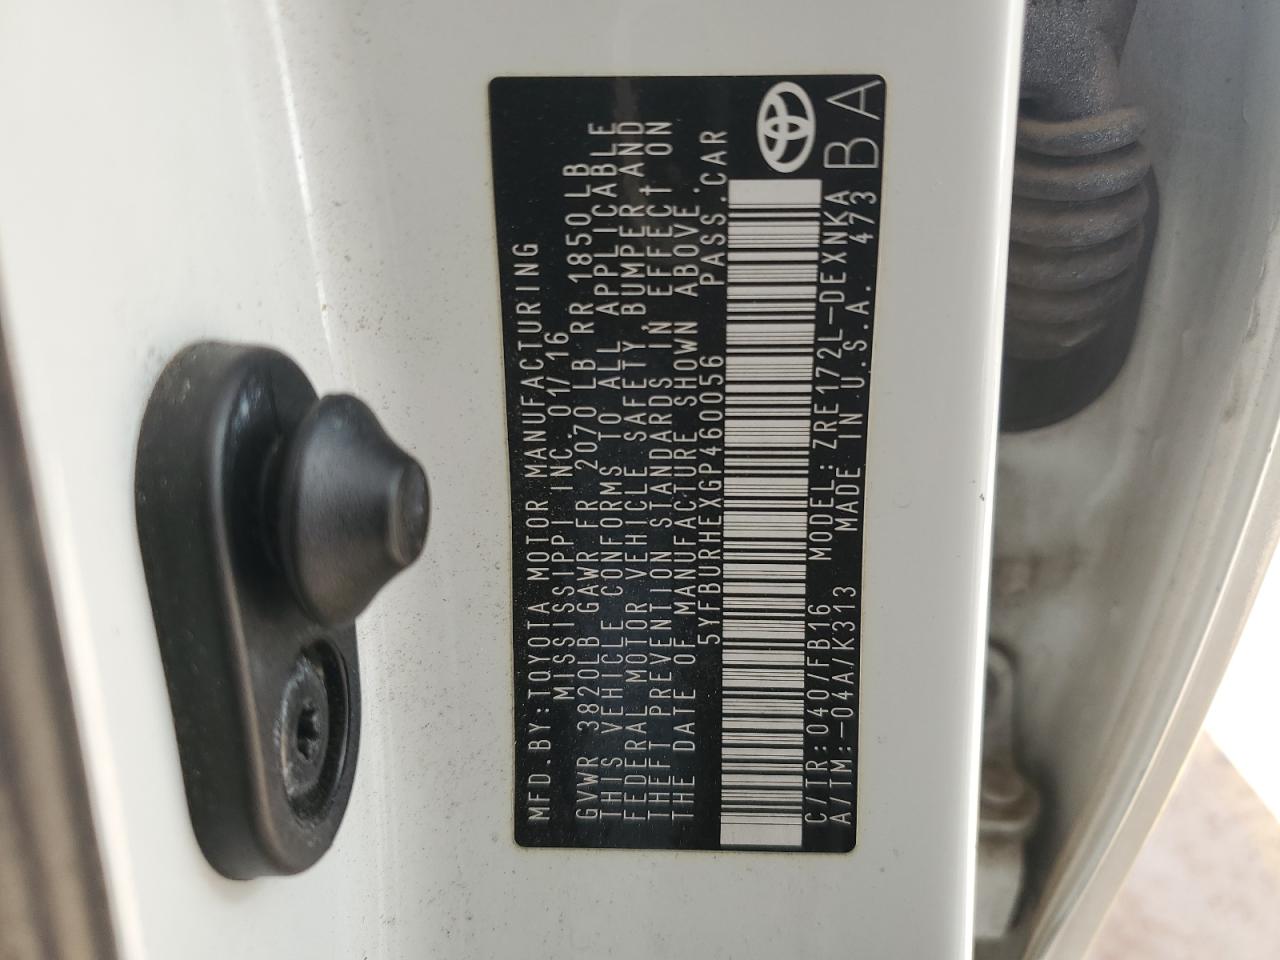 MFD.BY:TOYOTA MOTOR MANUFACTURING
MISSISSIPPI INC. 01/16
GVWR 3820LB GAWR FR 2070 LB RR 1850LB
THIS VEHICLE CONFORMS TO ALL APPLICABLE
FEDERAL MOTOR VEHICLE SAFETY, BUMPER, AND
THEFT PREVENTION STANDARDS IN EFFECT ON
THE DATE OF MANUFACTURE SHOWN ABOVE.
5YFBURHEXGP460056 PASS.CAR
C/TR:040/FB16 MODEL: ZRE172L-DEXNKA
A/TM:-04A/K313 MADE IN U.S.A. 473
BA